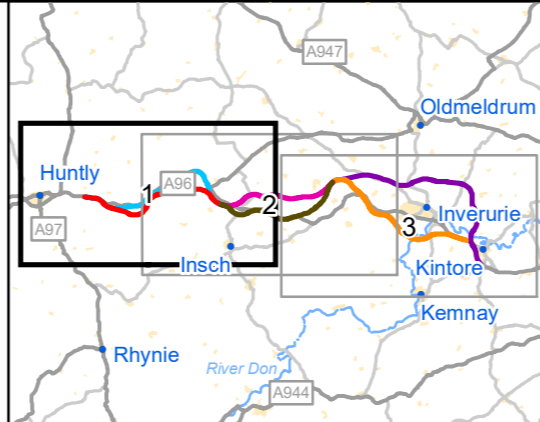 A947
Oldmeldrum
Huntly
1
A96
2
A97
Inverurie
3
Insch
Kintore
Kemnay
Rhynie
River Don
A944